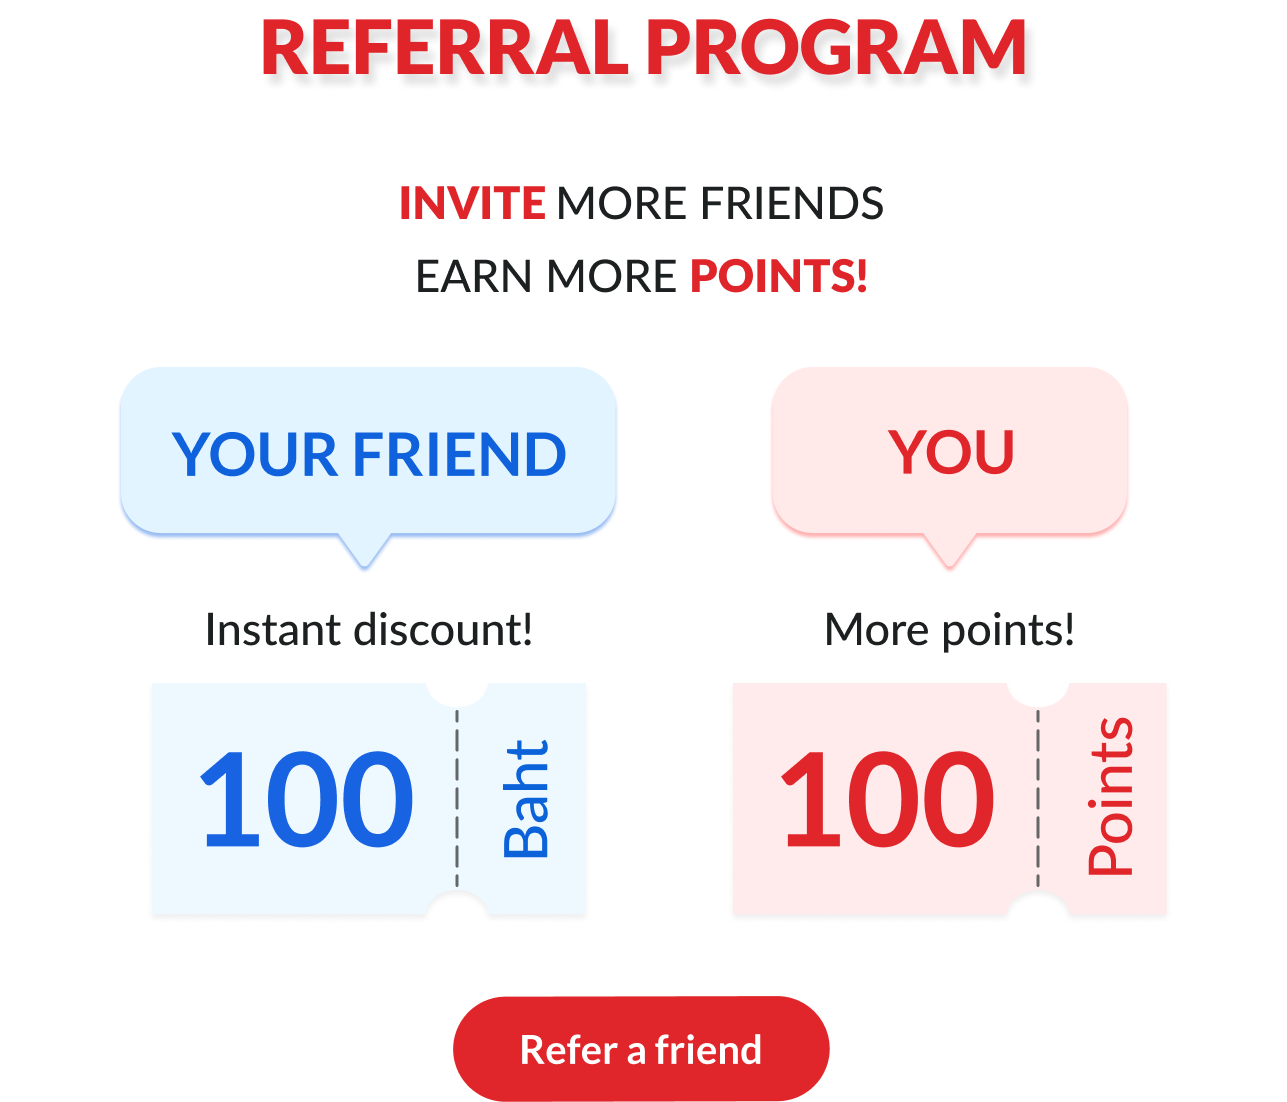 REFERRAL PROGRAM
INVITE MORE FRIENDS
EARN MORE POINTS!
YOUR FRIEND
Instant discount!
100
Baht
YOU
More points!
100
Points
Refer a friend